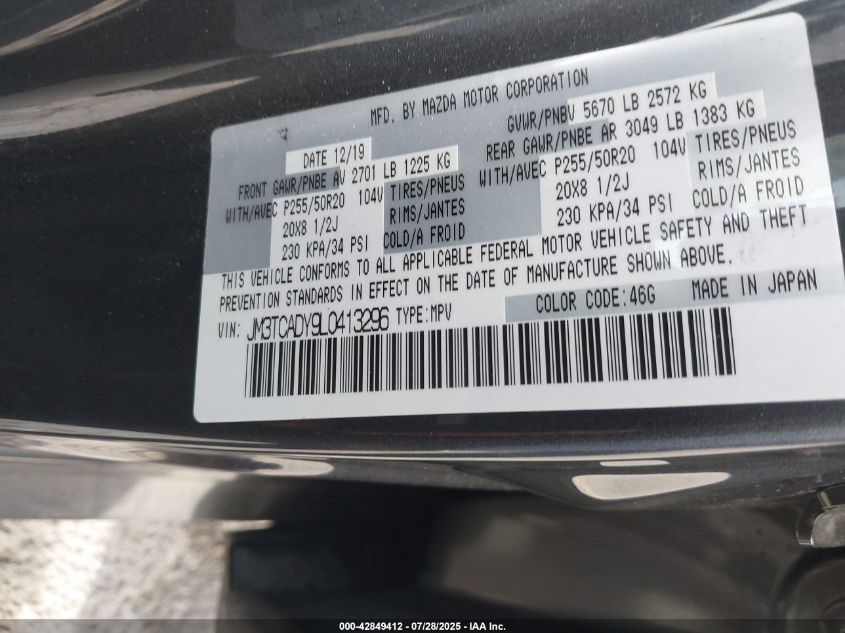 MFD. BY MAZDA MOTOR CORPORATION
DATE 12/19
GVWR/PNBV 5670 LB 2572 KG
FRONT GAWR/PNBE AV 2701 LB 1225 KG
REAR GAWR/PNBE AR 3049 LB 1383 KG
WITH/AVEC P255/50R20 104V TIRES/PNEUS
WITH/AVEC P255/50R20 104V TIRES/PNEUS
20X8 1/2J RIMS/JANTES
20X8 1/2J RIMS/JANTES
230 KPA/34 PSI COLD/A FROID
230 KPA/34 PSI COLD/A FROID
THIS VEHICLE CONFORMS TO ALL APPLICABLE FEDERAL MOTOR VEHICLE SAFETY AND THEFT
PREVENTION STANDARDS IN EFFECT ON THE DATE OF MANUFACTURE SHOWN ABOVE.
COLOR CODE:46G MADE IN JAPAN
VIN: JM3TCADY9L0413296 TYPE:MPV
000-42849412 - 07/28/2025 - IAA Inc.